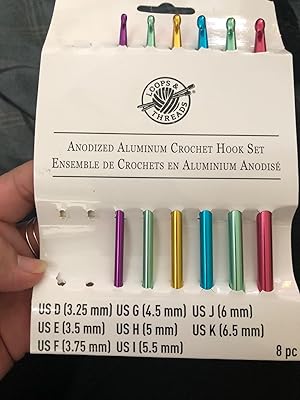 LOOPS &
THREADS
ANODIZED ALUMINUM CROCHET HOOK SET
ENSEMBLE DE CROCHETS EN ALUMINIUM ANODISÉ
US D (3.25 mm) US G (4.5 mm) US J (6 mm)
US E (3.5 mm) US H (5 mm) US K (6.5 mm)
US F (3.75 mm) US I (5.5 mm)
8 pc